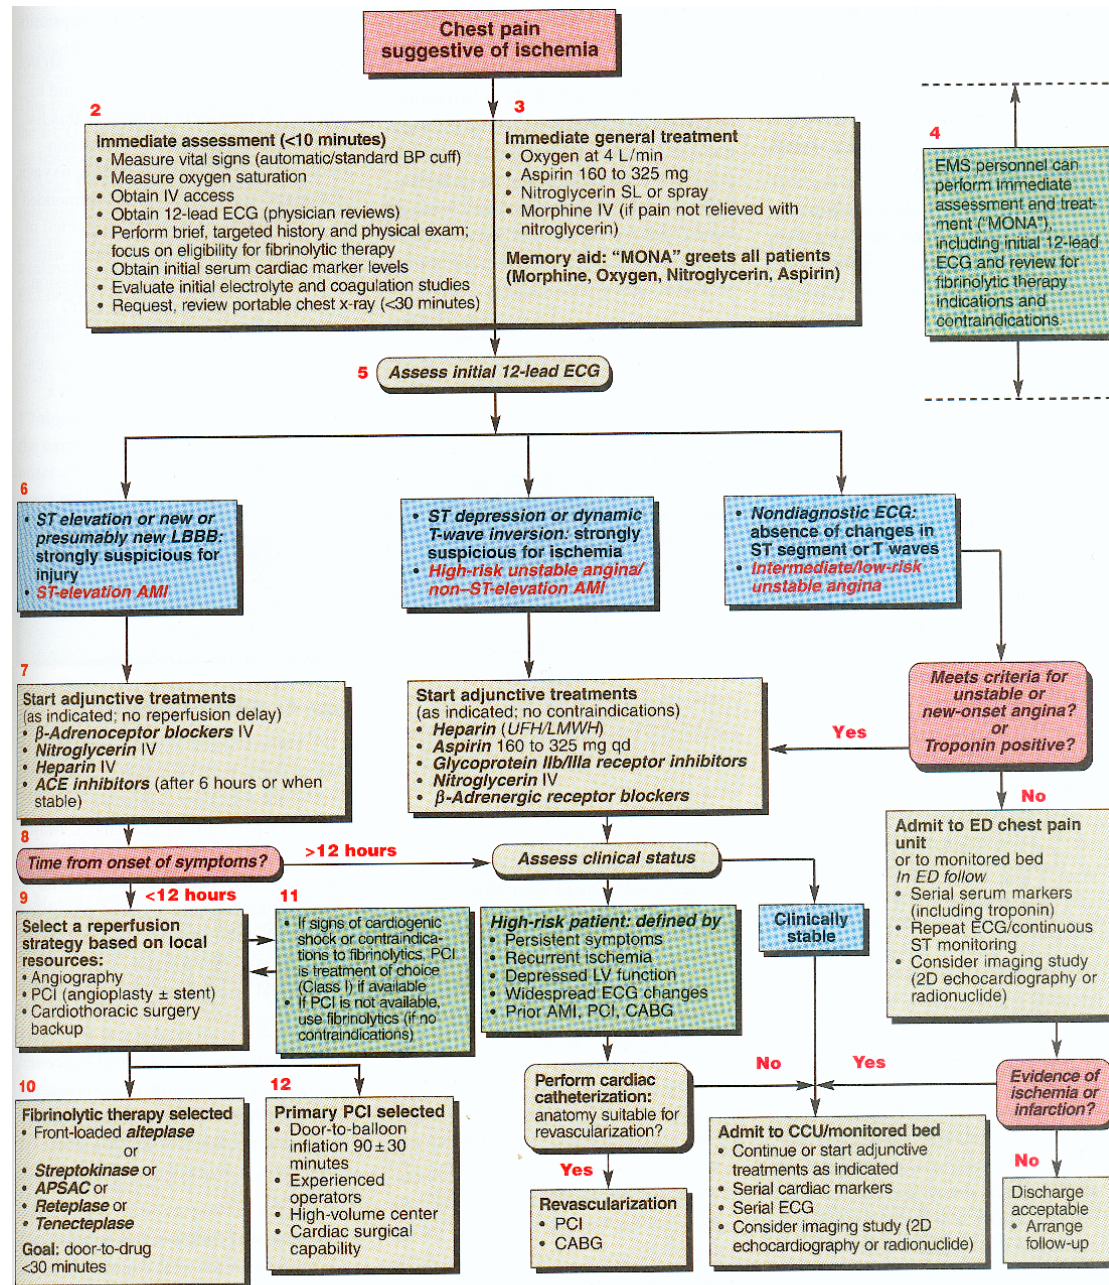 Chest pain
suggestive of ischemia
2
Immediate assessment (<10 minutes)
• Measure vital signs (automatic/standard BP cuff)
• Measure oxygen saturation
• Obtain IV access
• Obtain 12-lead ECG (physician reviews)
• Perform brief, targeted history and physical exam;
focus on eligibility for fibrinolytic therapy
• Obtain initial serum cardiac marker levels
• Evaluate initial electrolyte and coagulation studies
• Request, review portable chest x-ray (<30 minutes)
3
Immediate general treatment
• Oxygen at 4 L/min
• Aspirin 160 to 325 mg
• Nitroglycerin SL or spray
• Morphine IV (if pain not relieved with
nitroglycerin)
Memory aid: “MONA” greets all patients
(Morphine, Oxygen, Nitroglycerin, Aspirin)
4
EMS personnel can
perform immediate
assessment and treat-
ment (“MONA”),
including initial 12-lead
ECG and review for
fibrinolytic therapy
indications and
contraindications.
5
Assess initial 12-lead ECG
6
• ST elevation or new or
presumably new LBBB:
strongly suspicious for
injury
• ST-elevation AMI
• ST depression or dynamic
T-wave inversion: strongly
suspicious for ischemia
• High-risk unstable angina/
non–ST-elevation AMI
• Nondiagnostic ECG:
absence of changes in
ST segment or T waves
• Intermediate/low-risk
unstable angina
7
Start adjunctive treatments
(as indicated; no reperfusion delay)
• β-Adrenoceptor blockers IV
• Nitroglycerin IV
• Heparin IV
• ACE inhibitors (after 6 hours or when
stable)
Start adjunctive treatments
(as indicated; no contraindications)
• Heparin (UFH/LMWH)
• Aspirin 160 to 325 mg qd
• Glycoprotein IIb/IIIa receptor inhibitors
• Nitroglycerin IV
• β-Adrenergic receptor blockers
Yes
Meets criteria for
unstable or
new-onset angina?
or
Troponin positive?
No
8
Time from onset of symptoms?
>12 hours
Assess clinical status
<12 hours
9
Select a reperfusion
strategy based on local
resources:
• Angiography
• PCI (angioplasty ± stent)
• Cardiothoracic surgery
backup
11
• If signs of cardiogenic
shock or contraindica-
tions to fibrinolytics, PCI
is treatment of choice
(Class I) if available
• If PCI is not available,
use fibrinolytics (if no
contraindications)
High-risk patient: defined by
• Persistent symptoms
• Recurrent ischemia
• Depressed LV function
• Widespread ECG changes
• Prior AMI, PCI, CABG
Clinically
stable
Admit to ED chest pain
unit
or to monitored bed
In ED follow
• Serial serum markers
(including troponin)
• Repeat ECG/continuous
ST monitoring
• Consider imaging study
(2D echocardiography or
radionuclide)
10
Fibrinolytic therapy selected
• Front-loaded alteplase
or
• Streptokinase or
• APSAC or
• Reteplase or
• Tenecteplase
Goal: door-to-drug
<30 minutes
12
Primary PCI selected
• Door-to-balloon
inflation 90 ± 30
minutes
• Experienced
operators
• High-volume center
• Cardiac surgical
capability
Perform cardiac
catheterization:
anatomy suitable for
revascularization?
No
Yes
Evidence of
ischemia or
infarction?
Yes
Revascularization
• PCI
• CABG
Admit to CCU/monitored bed
• Continue or start adjunctive
treatments as indicated
• Serial cardiac markers
• Serial ECG
• Consider imaging study (2D
echocardiography or radionuclide)
No
Discharge
acceptable
• Arrange
follow-up